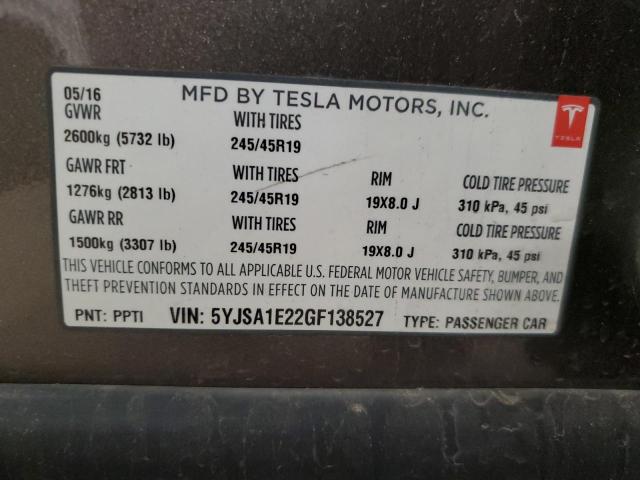 05/16 MFD BY TESLA MOTORS, INC.
GVWR WITH TIRES
2600kg (5732 lb) 245/45R19
TESLA
GAWR FRT WITH TIRES RIM COLD TIRE PRESSURE
1276kg (2813 lb) 245/45R19 19X8.0 J 310 kPa, 45 psi
GAWR RR WITH TIRES RIM COLD TIRE PRESSURE
1500kg (3307 lb) 245/45R19 19X8.0 J 310 kPa, 45 psi
THIS VEHICLE CONFORMS TO ALL APPLICABLE U.S. FEDERAL MOTOR VEHICLE SAFETY, BUMPER, AND
THEFT PREVENTION STANDARDS IN EFFECT ON THE DATE OF MANUFACTURE SHOWN ABOVE.
PNT: PPTI VIN: 5YJSA1E22GF138527 TYPE: PASSENGER CAR